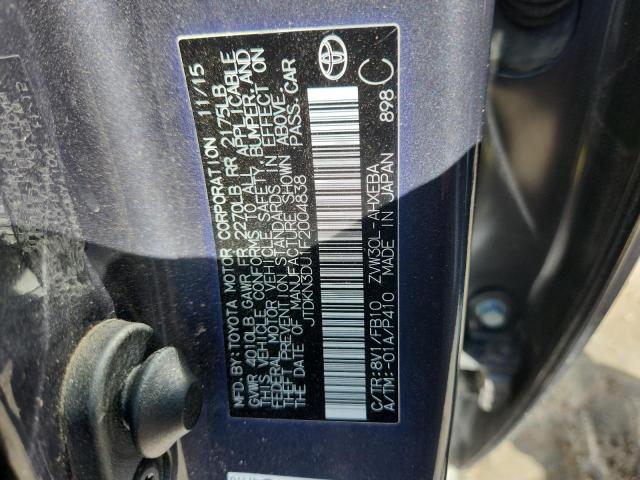 MFD.BY: TOYOTA MOTOR CORPORATION 11/15
GVWR 4010LB GAWR FR 2270LB RR 2175LB
THIS VEHICLE CONFORMS TO ALL APPLICABLE
FEDERAL MOTOR VEHICLE SAFETY, BUMPER, AND
THEFT PREVENTION STANDARDS IN EFFECT ON
THE DATE OF MANUFACTURE SHOWN ABOVE.
JTDKN3DU1F2004838 PASS. CAR
C/TR:8V1/FB10 ZVW30L-AHXEBA
A/TM:-01A/P410 MADE IN JAPAN 898 C